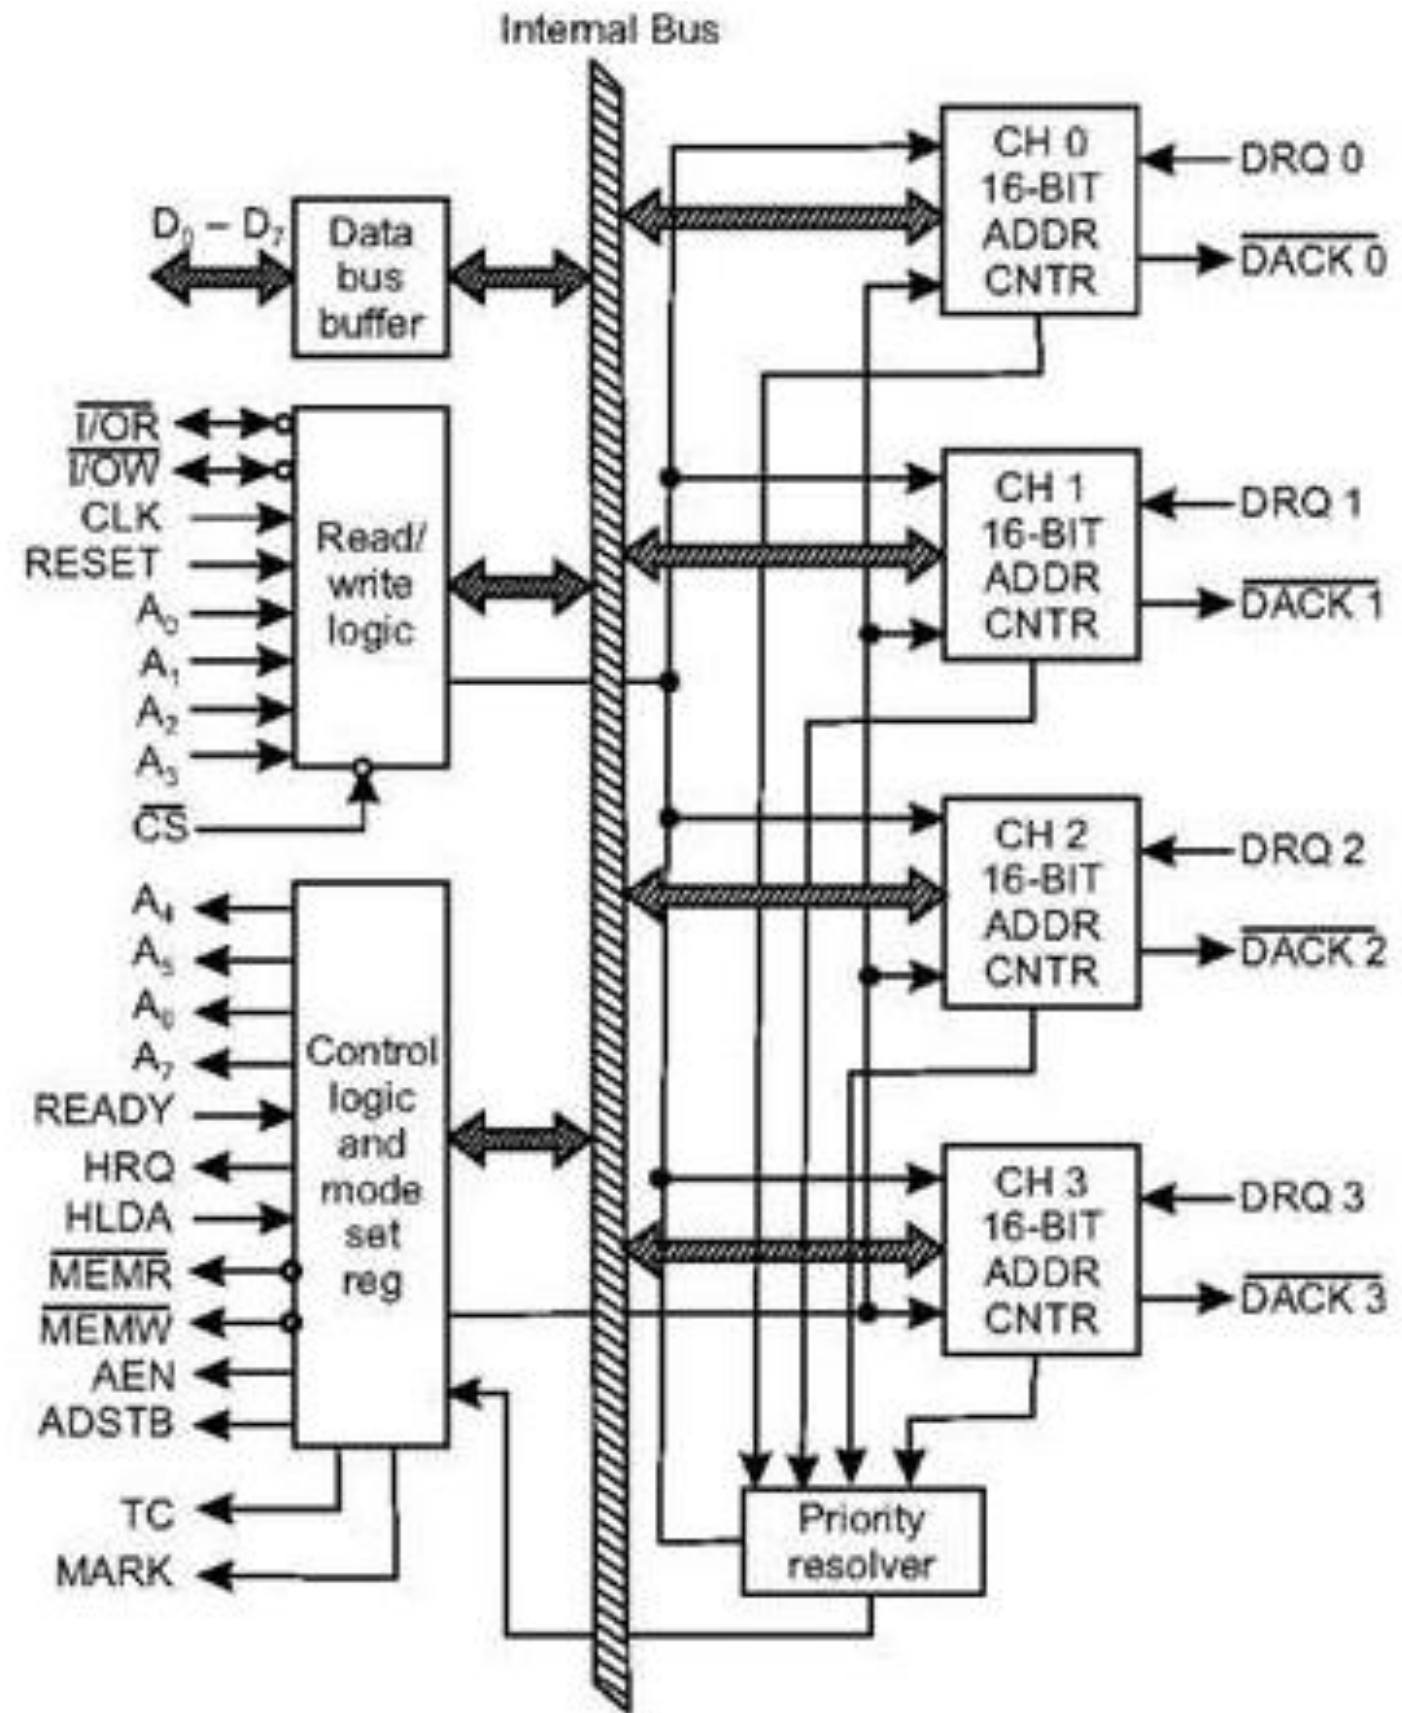 Internal Bus
D0 – D7
Data
bus
buffer
I/OR
I/OW
CLK
RESET
A0
A1
A2
A3
CS
Read/
write
logic
A4
A5
A6
A7
READY
HRQ
HLDA
MEMR
MEMW
AEN
ADSTB
TC
MARK
Control
logic
and
mode
set
reg
CH 0
16-BIT
ADDR
CNTR
DRQ 0
DACK 0
CH 1
16-BIT
ADDR
CNTR
DRQ 1
DACK 1
CH 2
16-BIT
ADDR
CNTR
DRQ 2
DACK 2
CH 3
16-BIT
ADDR
CNTR
DRQ 3
DACK 3
Priority
resolver